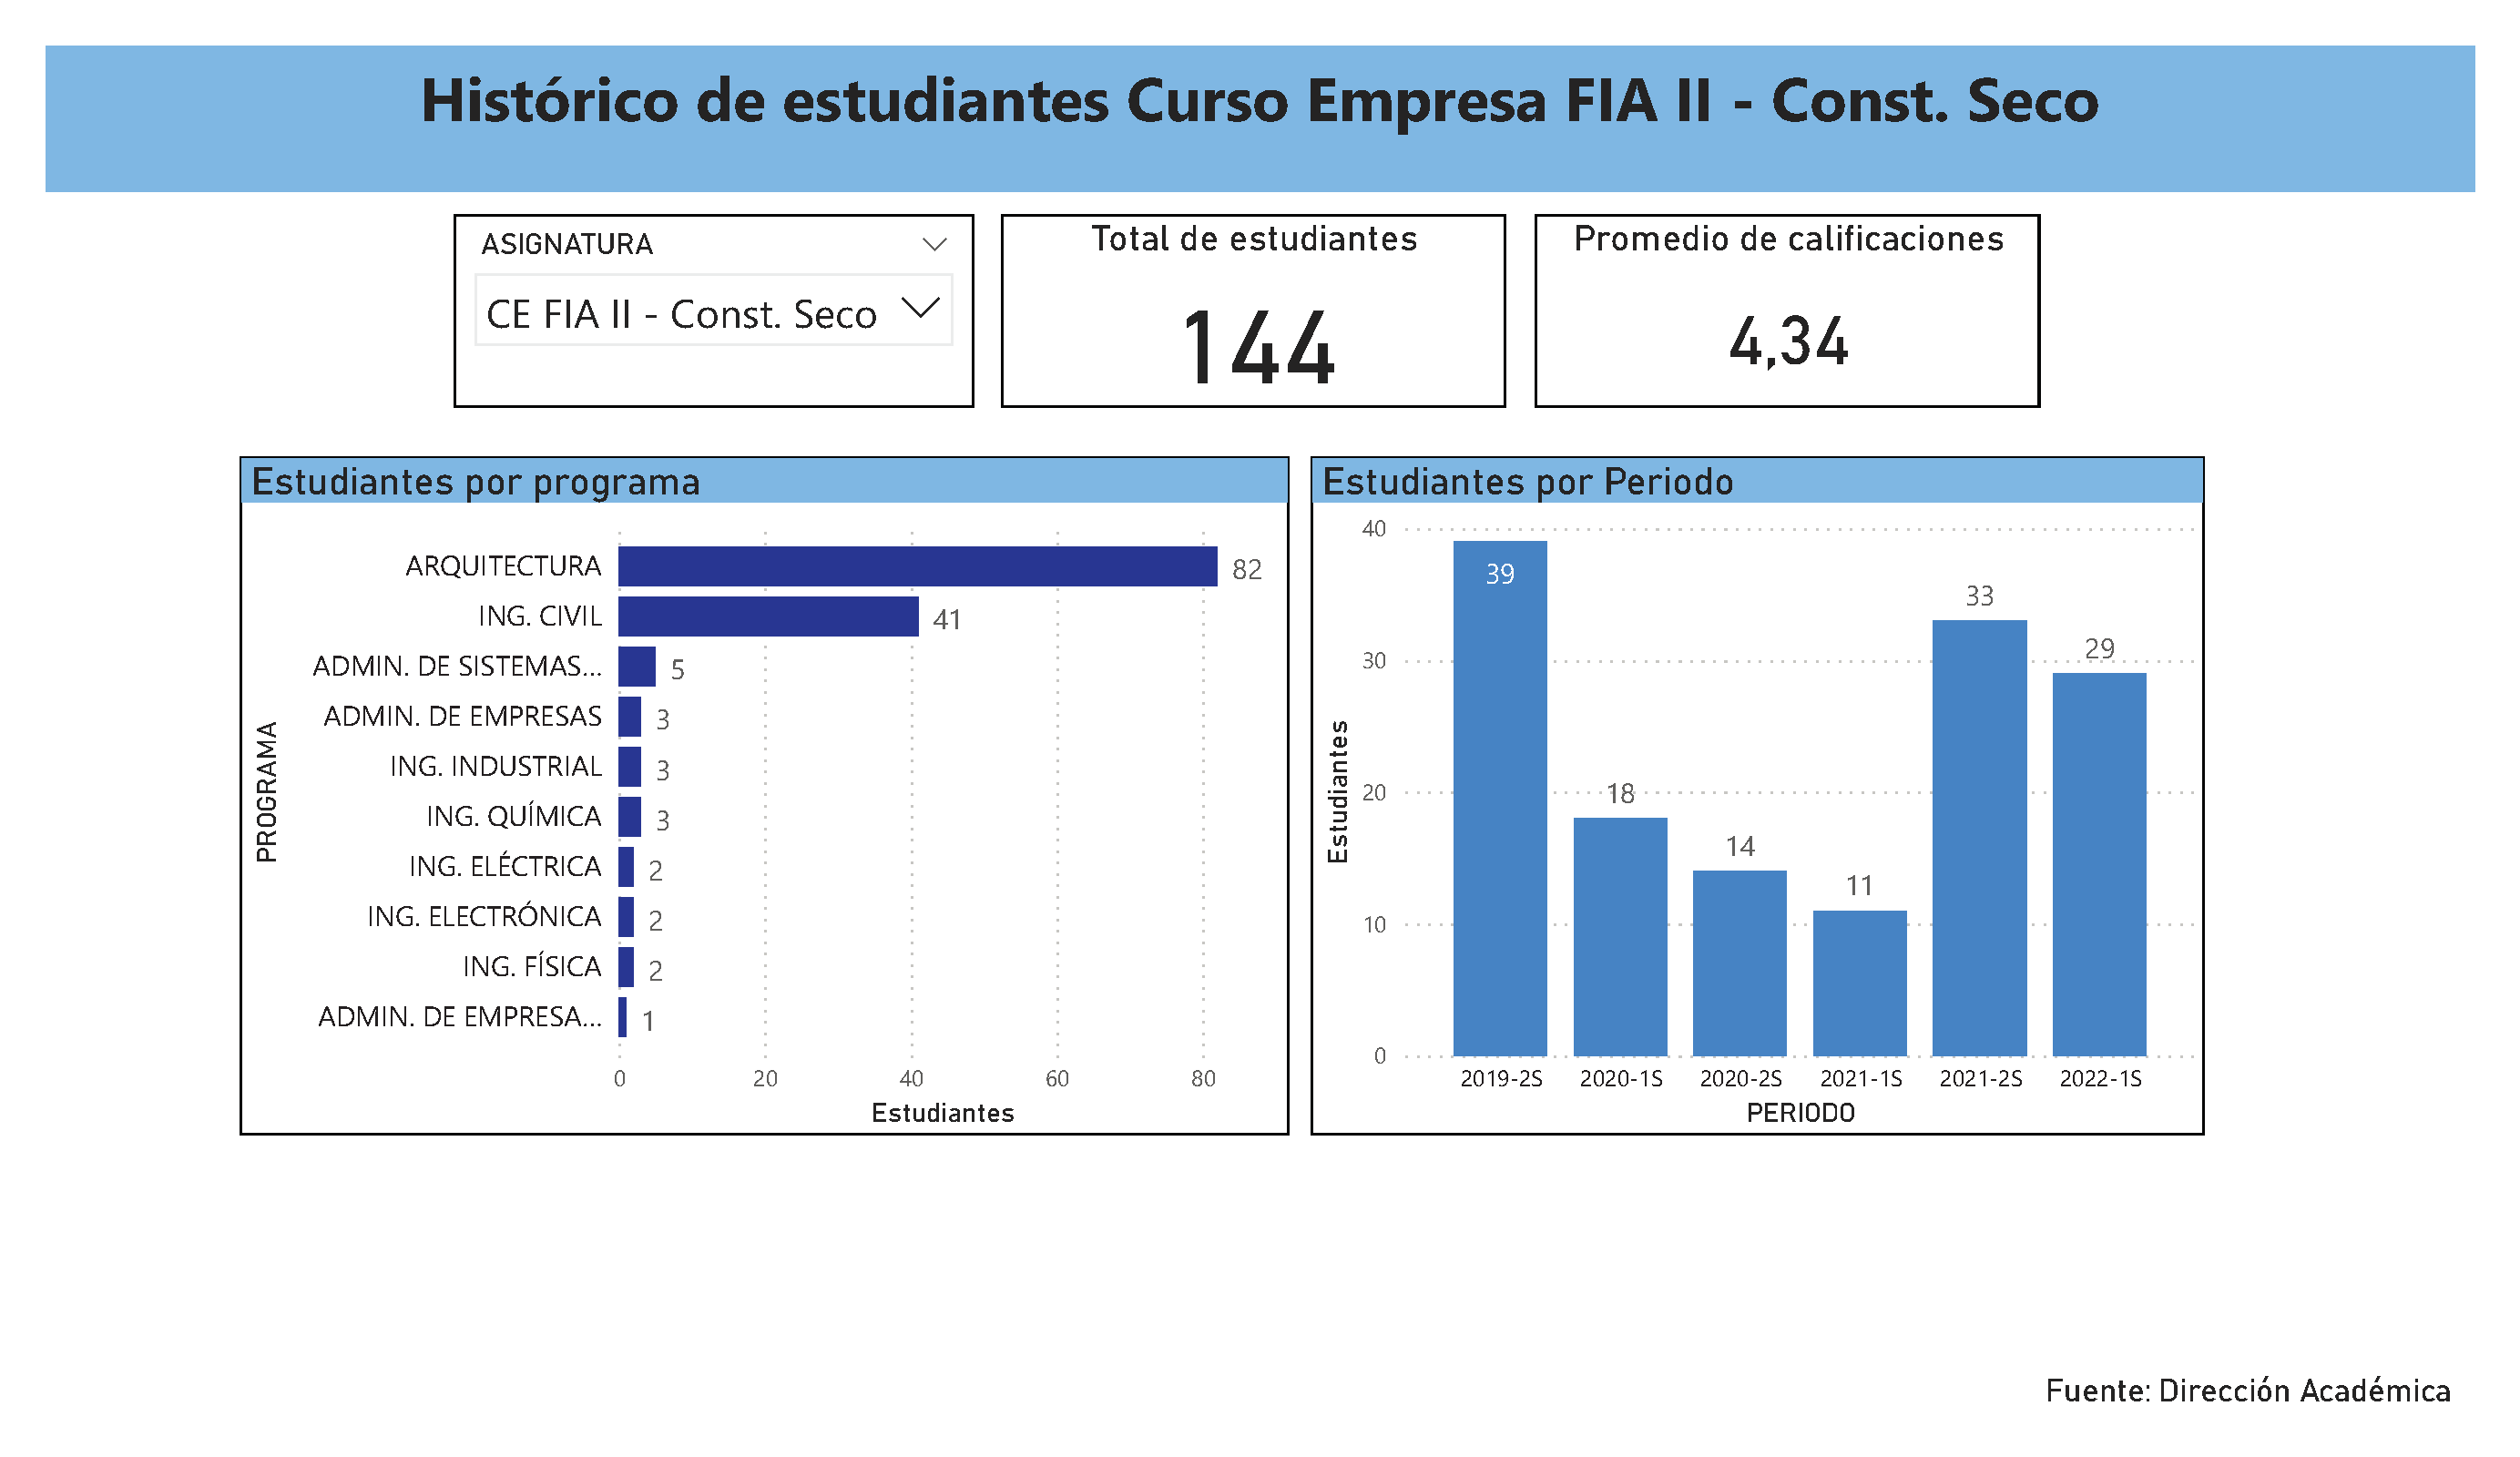 Histórico de estudiantes Curso Empresa FIA II - Const. Seco
ASIGNATURA
CE FIA II - Const. Seco
Total de estudiantes
144
Promedio de calificaciones
4,34
Estudiantes por programa
PROGRAMA
ARQUITECTURA 82
ING. CIVIL 41
ADMIN. DE SISTEMAS... 5
ADMIN. DE EMPRESAS 3
ING. INDUSTRIAL 3
ING. QUÍMICA 3
ING. ELÉCTRICA 2
ING. ELECTRÓNICA 2
ING. FÍSICA 2
ADMIN. DE EMPRESA... 1
0 20 40 60 80
Estudiantes
Estudiantes por Periodo
Estudiantes
40
30
20
10
0
39 18 14 11 33 29
2019-2S 2020-1S 2020-2S 2021-1S 2021-2S 2022-1S
PERIODO
Fuente: Dirección Académica